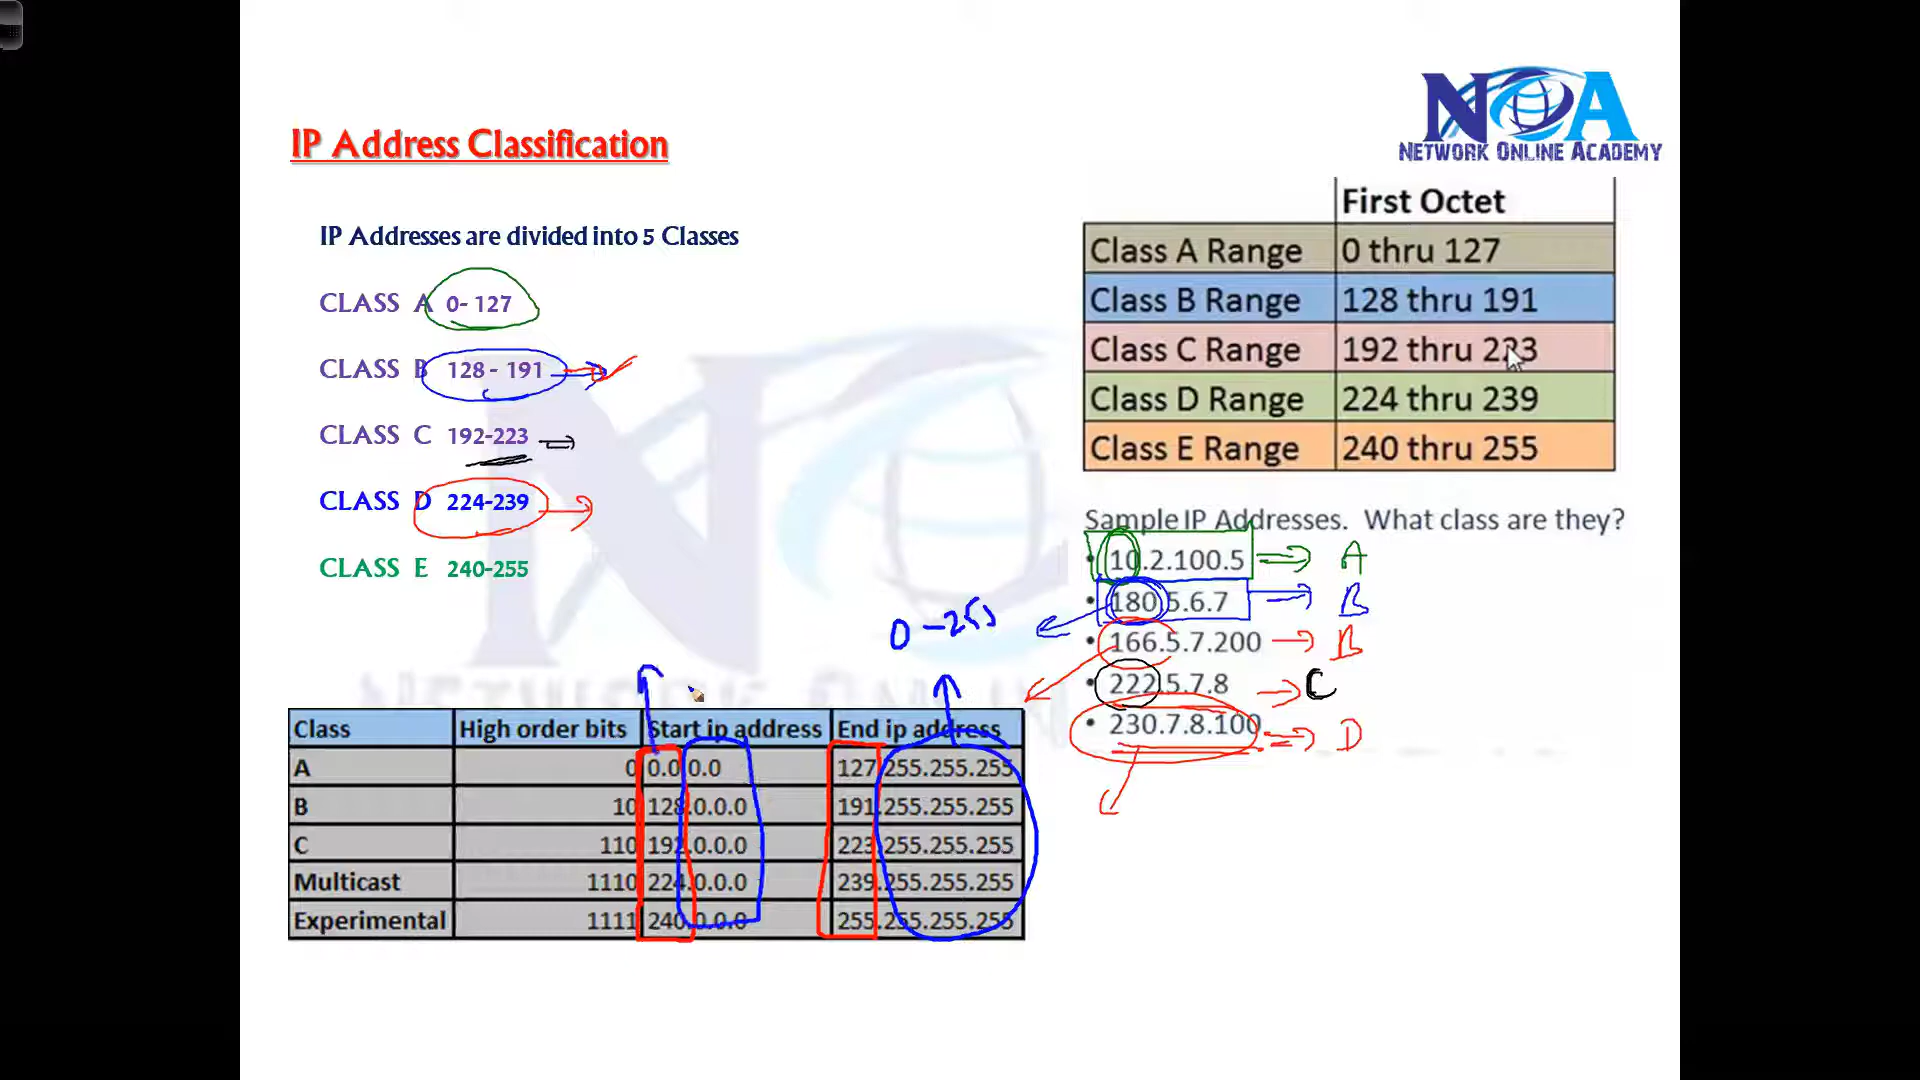 NOA
NETWORK ONLINE ACADEMY
IP Address Classification
IP Addresses are divided into 5 Classes
CLASS A 0- 127
CLASS B 128 - 191
CLASS C 192-223
CLASS D 224-239
CLASS E 240-255
First Octet
Class A Range 0 thru 127
Class B Range 128 thru 191
Class C Range 192 thru 223
Class D Range 224 thru 239
Class E Range 240 thru 255
Sample IP Addresses. What class are they?
• 10.2.100.5 A
• 180.5.6.7 B
• 166.5.7.200 B
• 222.5.7.8 C
• 230.7.8.100 D
0 - 255
NETWORK ONLINE
Class High order bits Start ip address End ip address
A 0 0.0.0.0 127.255.255.255
B 10 128.0.0.0 191.255.255.255
C 110 192.0.0.0 223.255.255.255
Multicast 1110 224.0.0.0 239.255.255.255
Experimental 1111 240.0.0.0 255.255.255.255